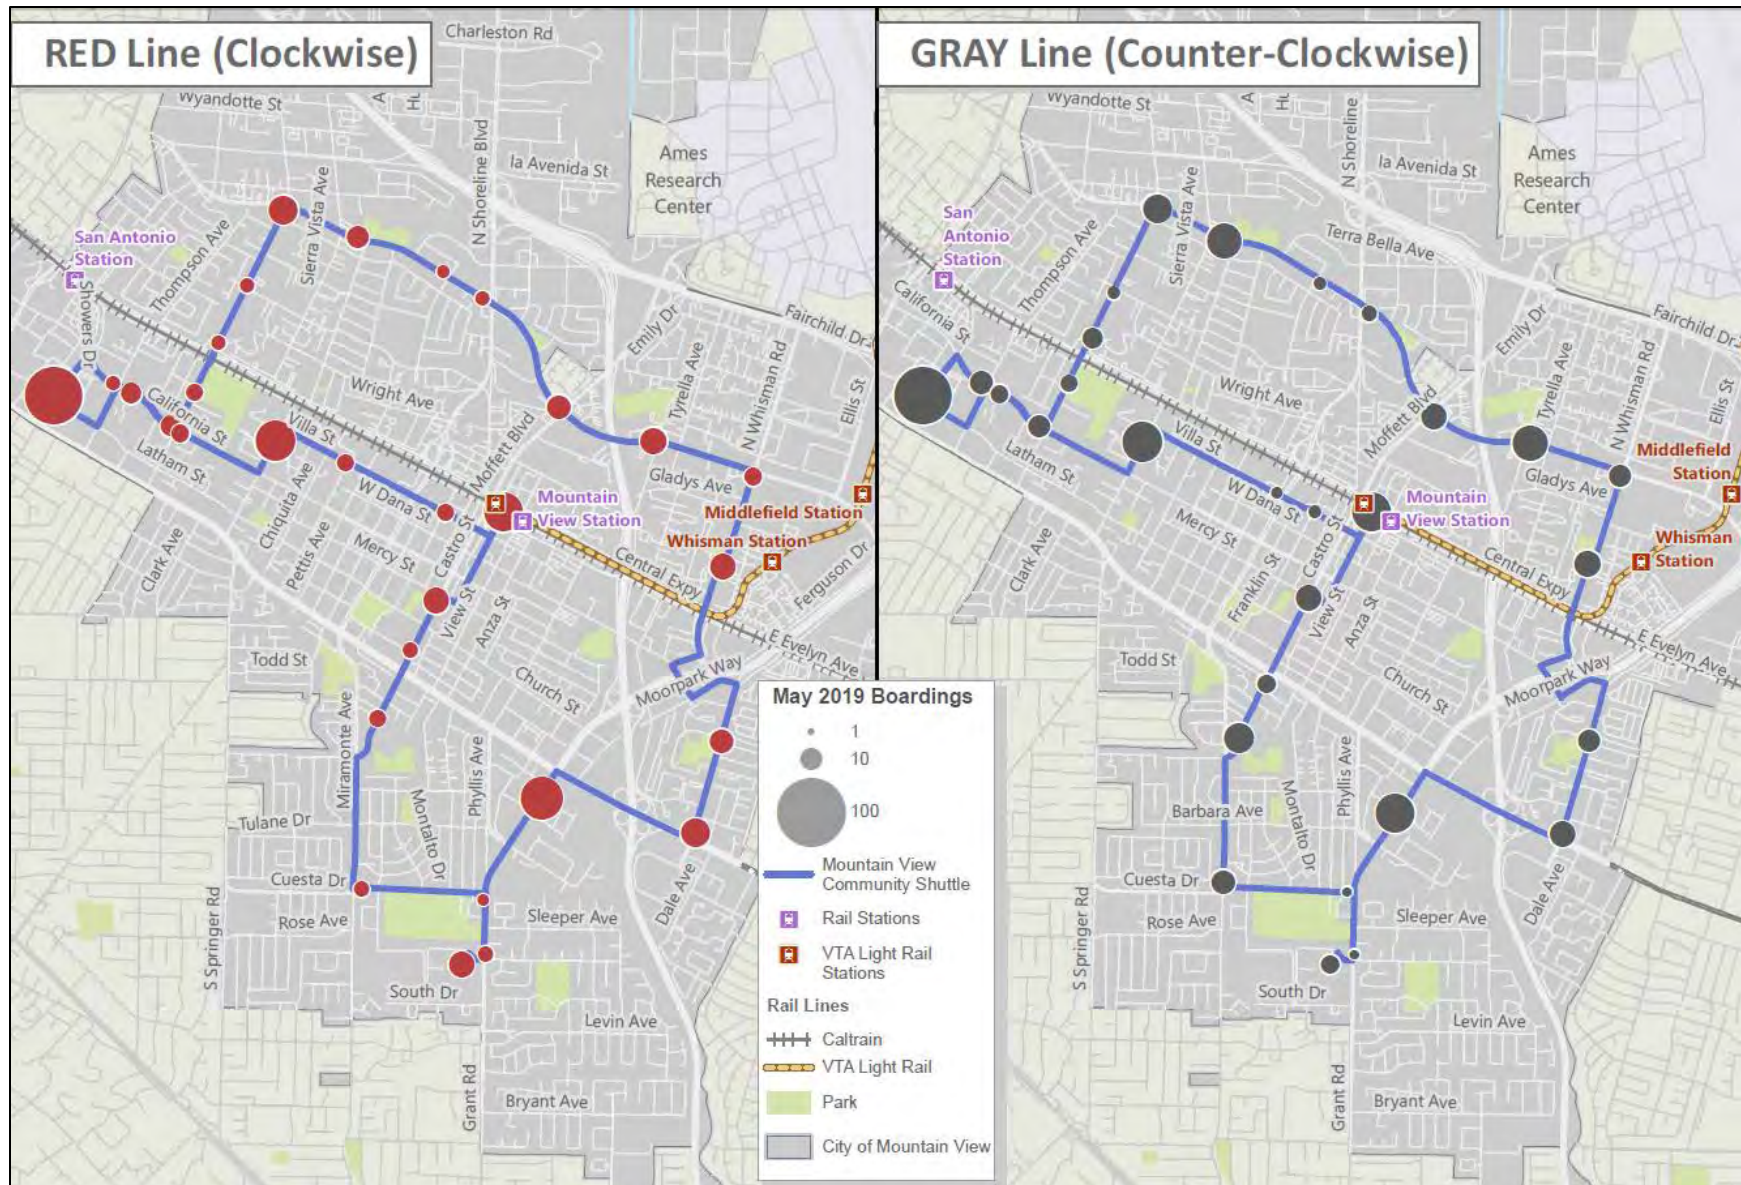 RED Line (Clockwise)
Charleston Rd
Wyandotte St
A
Hu
N Shoreline Blvd
la Avenida St
Ames
Research
Center
Sierra Vista Ave
Thompson Ave
San Antonio
Station
Showers Dr
Emily Dr
Fairchild Dr
Tyrella Ave
N Whisman Rd
Ellis St
Wright Ave
California St
Villa St
Moffett Blvd
Latham St
Gladys Ave
Chiquita Ave
W Dana St
Mountain
View Station
Middlefield Station
Whisman Station
Clark Ave
Pettis Ave
Mercy St
Castro St
Central Expy
Ferguson Dr
View St
Anza St
E Evelyn Ave
Todd St
Church St
Moorpark Way
Miramonte Ave
Phyllis Ave
Montalto Dr
Tulane Dr
Cuesta Dr
Rose Ave
Sleeper Ave
Dale Ave
S Springer Rd
South Dr
Levin Ave
Grant Rd
Bryant Ave
May 2019 Boardings
1
10
100
Mountain View
Community Shuttle
Rail Stations
VTA Light Rail
Stations
Rail Lines
Caltrain
VTA Light Rail
Park
City of Mountain View
GRAY Line (Counter-Clockwise)
Wyandotte St
A
Hu
N Shoreline
la Avenida St
Ames
Research
Center
San
Antonio
Station
Sierra Vista Ave
Thompson Ave
Terra Bella Ave
California St
Emily Dr
Fairchild Dr
Tyrella Ave
N Whisman Rd
Ellis St
Wright Ave
Moffett Blvd
Villa St
Latham St
Gladys Ave
Middlefield
Station
W Dana St
Mountain
View Station
Mercy St
Castro St
Whisman
Station
Clark Ave
Franklin St
Central Expy
View St
Anza St
E Evelyn Ave
Todd St
Church St
Moorpark Way
Barbara Ave
Montalto Dr
Phyllis Ave
Cuesta Dr
Rose Ave
Sleeper Ave
Dale Ave
S Springer Rd
South Dr
Levin Ave
Grant Rd
Bryant Ave